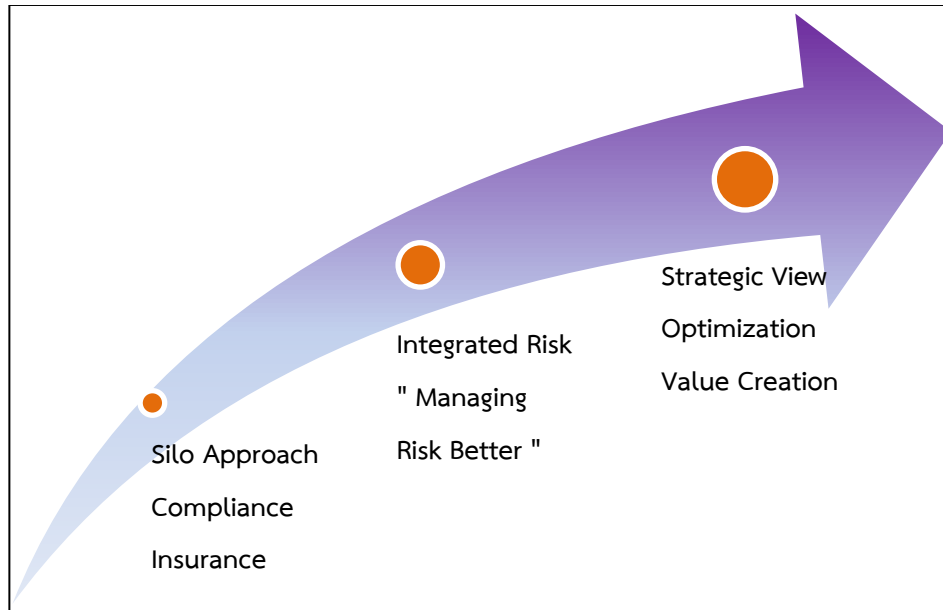 Silo Approach
Compliance
Insurance
Integrated Risk
" Managing
Risk Better "
Strategic View
Optimization
Value Creation